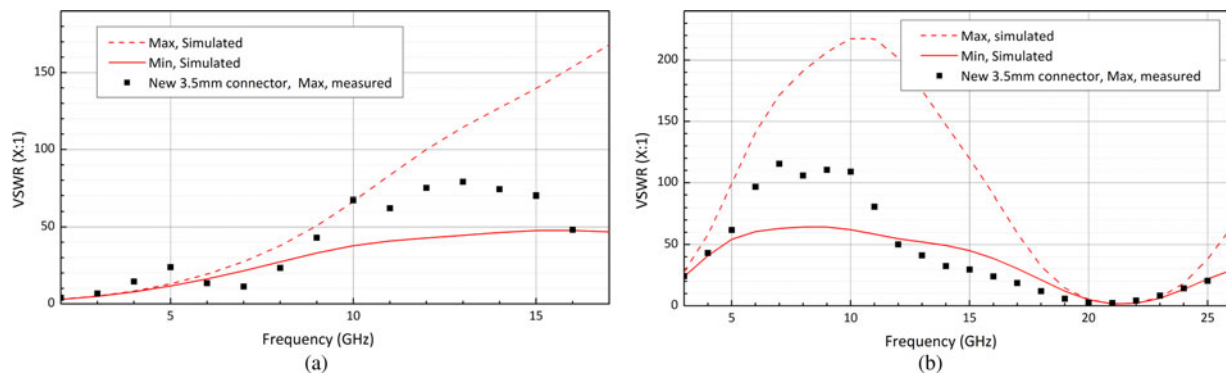 Max, Simulated
Min, Simulated
New 3.5mm connector, Max, measured
150
100
50
0
5
10
15
VSWR (X:1)
Frequency (GHz)
(a)
Max, simulated
Min, Simulated
New 3.5mm connector, Max, measured
200
150
100
50
0
5
10
15
20
25
VSWR (X:1)
Frequency (GHz)
(b)